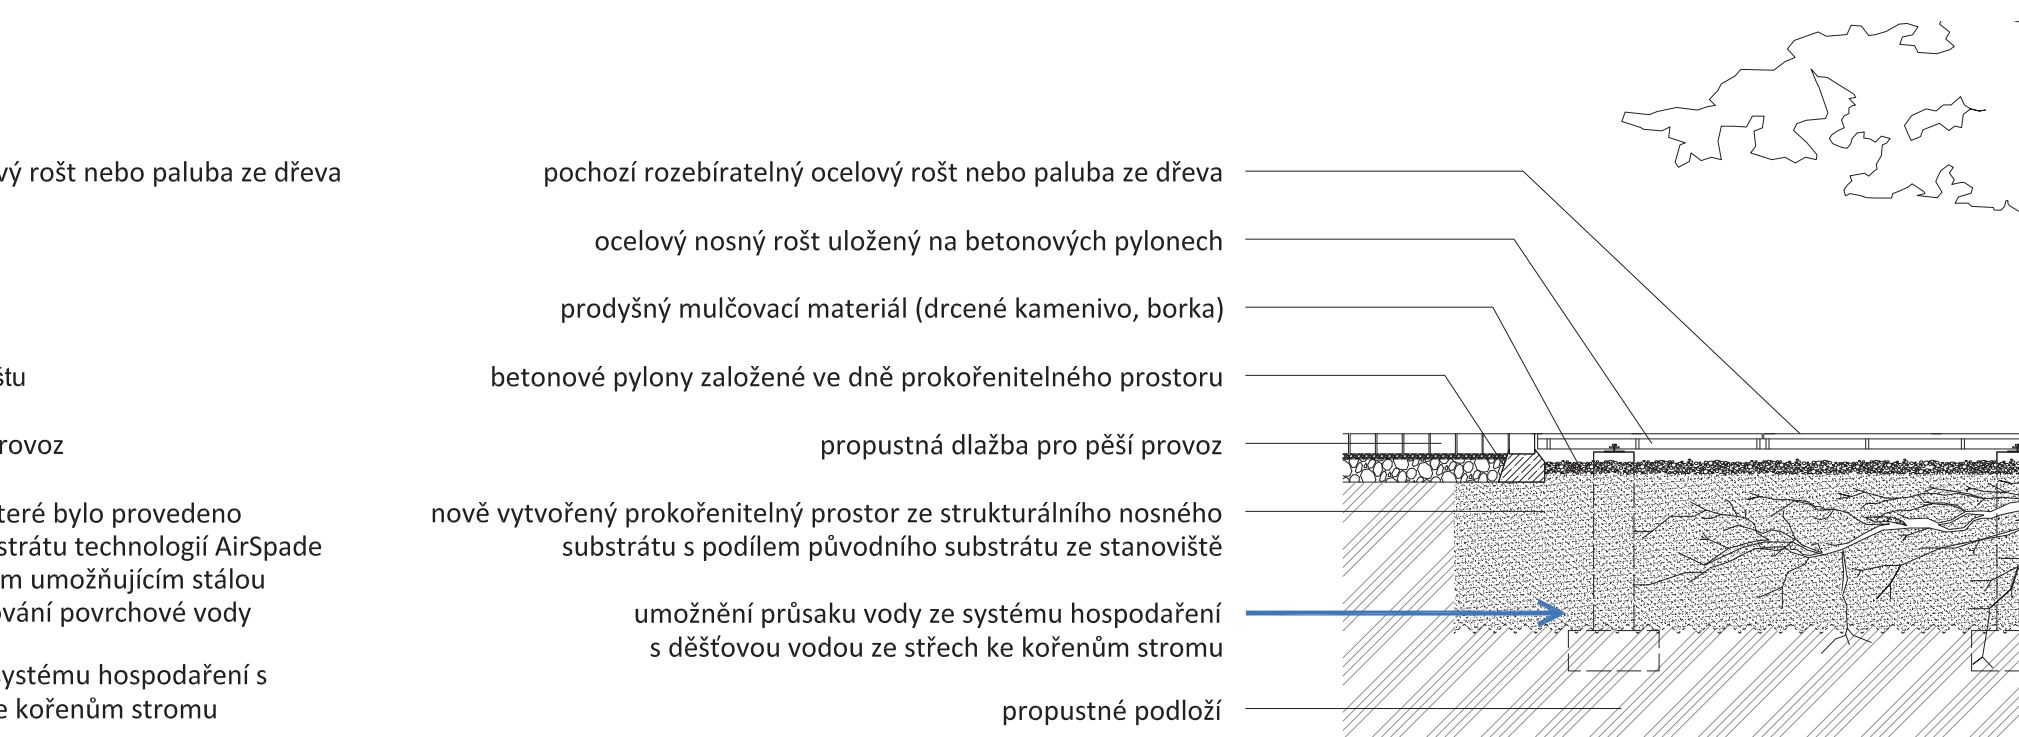 vý rošt nebo paluba ze dřeva
štu
rovoz
teré bylo provedeno
strátu technologií AirSpade
m umožňujícím stálou
vání povrchové vody
systému hospodaření s
e kořenům stromu
pochozí rozebíratelný ocelový rošt nebo paluba ze dřeva
ocelový nosný rošt uložený na betonových pylonech
prodyšný mulčovací materiál (drcené kamenivo, borka)
betonové pylony založené ve dně prokořenitelného prostoru
propustná dlažba pro pěší provoz
nově vytvořený prokořenitelný prostor ze strukturálního nosného
substrátu s podílem původního substrátu ze stanoviště
umožnění průsaku vody ze systému hospodaření
s děšťovou vodou ze střech ke kořenům stromu
propustné podloží